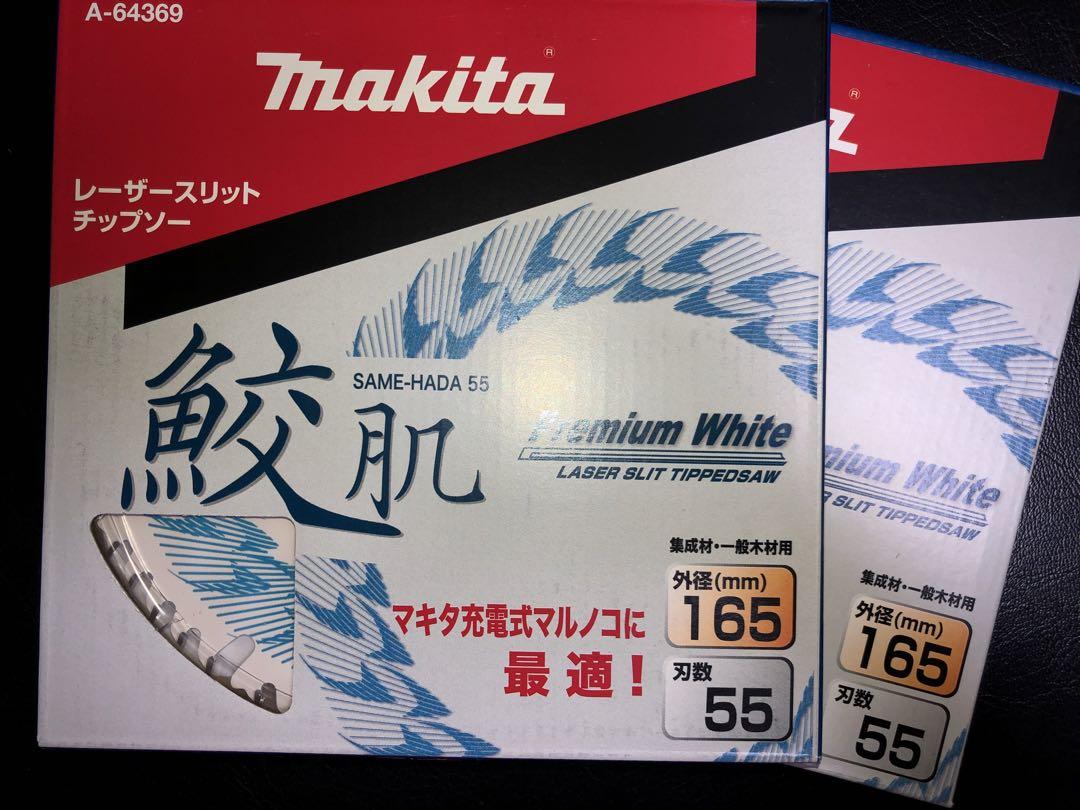 A-64369
makita®
レーザースリット
チップソー
鮫肌
SAME-HADA 55
Premium White
LASER SLIT TIPPEDSAW
集成材・一般木材用
外径(mm)
165
マキタ充電式マルノコに
最適！
刃数
55
a®
mium White
R SLIT TIPPEDSAW
集成材・一般木材用
外径(mm)
165
刃数
55